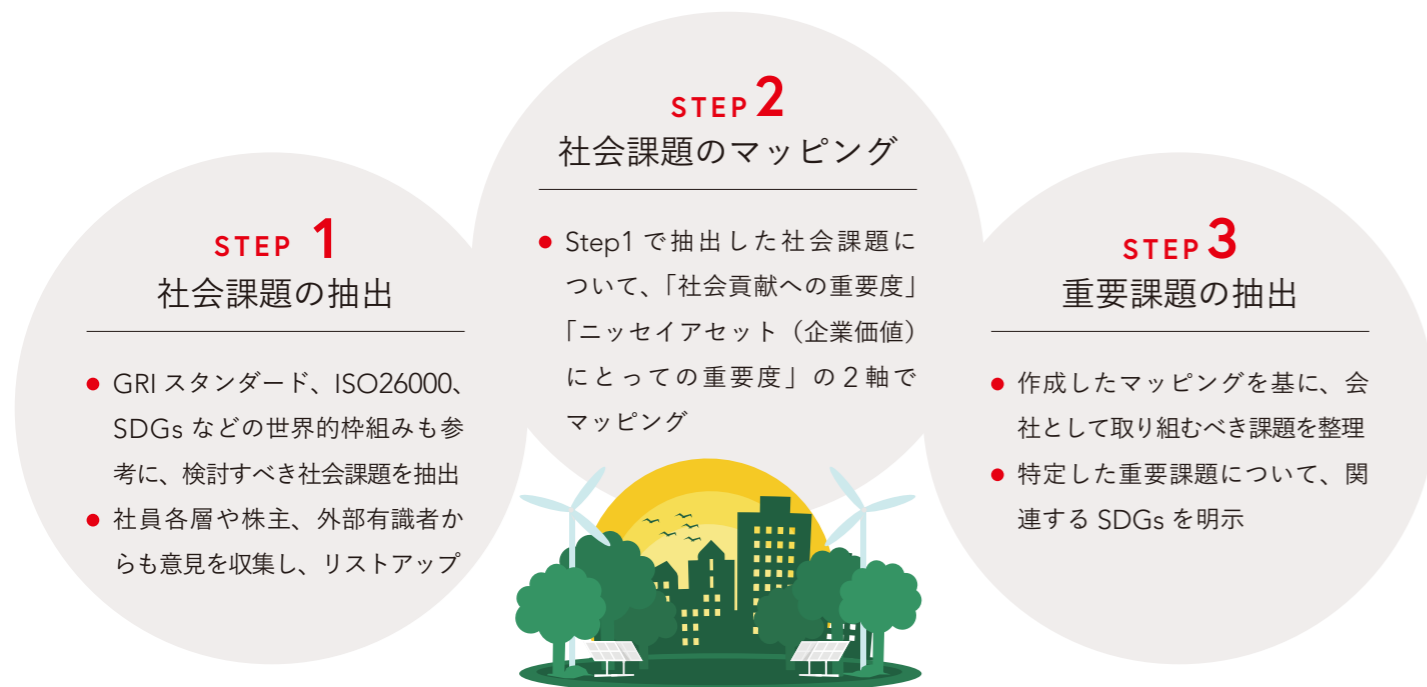 STEP 1
社会課題の抽出
● GRI スタンダード、ISO26000、
SDGs などの世界的枠組みも参
考に、検討すべき社会課題を抽出
● 社員各層や株主、外部有識者か
らも意見を収集し、リストアップ
STEP 2
社会課題のマッピング
● Step1 で抽出した社会課題に
ついて、「社会貢献への重要度」
「ニッセイアセット（企業価値）
にとっての重要度」の２軸で
マッピング
STEP 3
重要課題の抽出
● 作成したマッピングを基に、会
社として取り組むべき課題を整理
● 特定した重要課題について、関
連する SDGs を明示